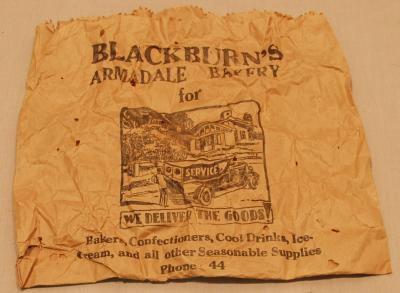 BLACKBURN'S
ARMADALE BAKERY
for
SERVICE
WE DELIVER THE GOODS!
Bakers, Confectioners, Cool Drinks, Ice-
Cream, and all other Seasonable Supplies
Phone 44